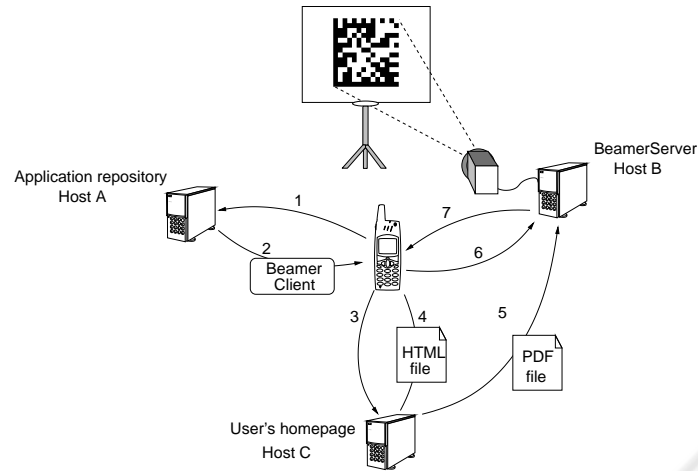 BeamerServer
Host B
Application repository
Host A
1
7
2
6
Beamer
Client
3
4
5
HTML
file
PDF
file
User's homepage
Host C